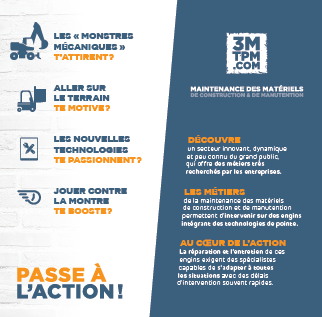 LES « MONSTRES
MÉCANIQUES »
T'ATTIRENT?
ALLER SUR
LE TERRAIN
TE MOTIVE?
LES NOUVELLES
TECHNOLOGIES
TE PASSIONNENT?
JOUER CONTRE
LA MONTRE
TE BOOSTE?
PASSE À
L'ACTION!
3M
TPM
.COM
MAINTENANCE DES MATÉRIELS
DE CONSTRUCTION & DE MANUTENTION
DÉCOUVRE
un secteur innovant, dynamique
et peu connu du grand public,
qui offre des métiers très
recherchés par les entreprises.
LES MÉTIERS
de la maintenance des matériels
de construction et de manutention
permettent d'intervenir sur des engins
intégrant des technologies de pointe.
AU CŒUR DE L'ACTION
La réparation et l'entretien de ces
engins exigent des spécialistes
capables de s'adapter à toutes
les situations avec des délais
d'intervention souvent rapides.